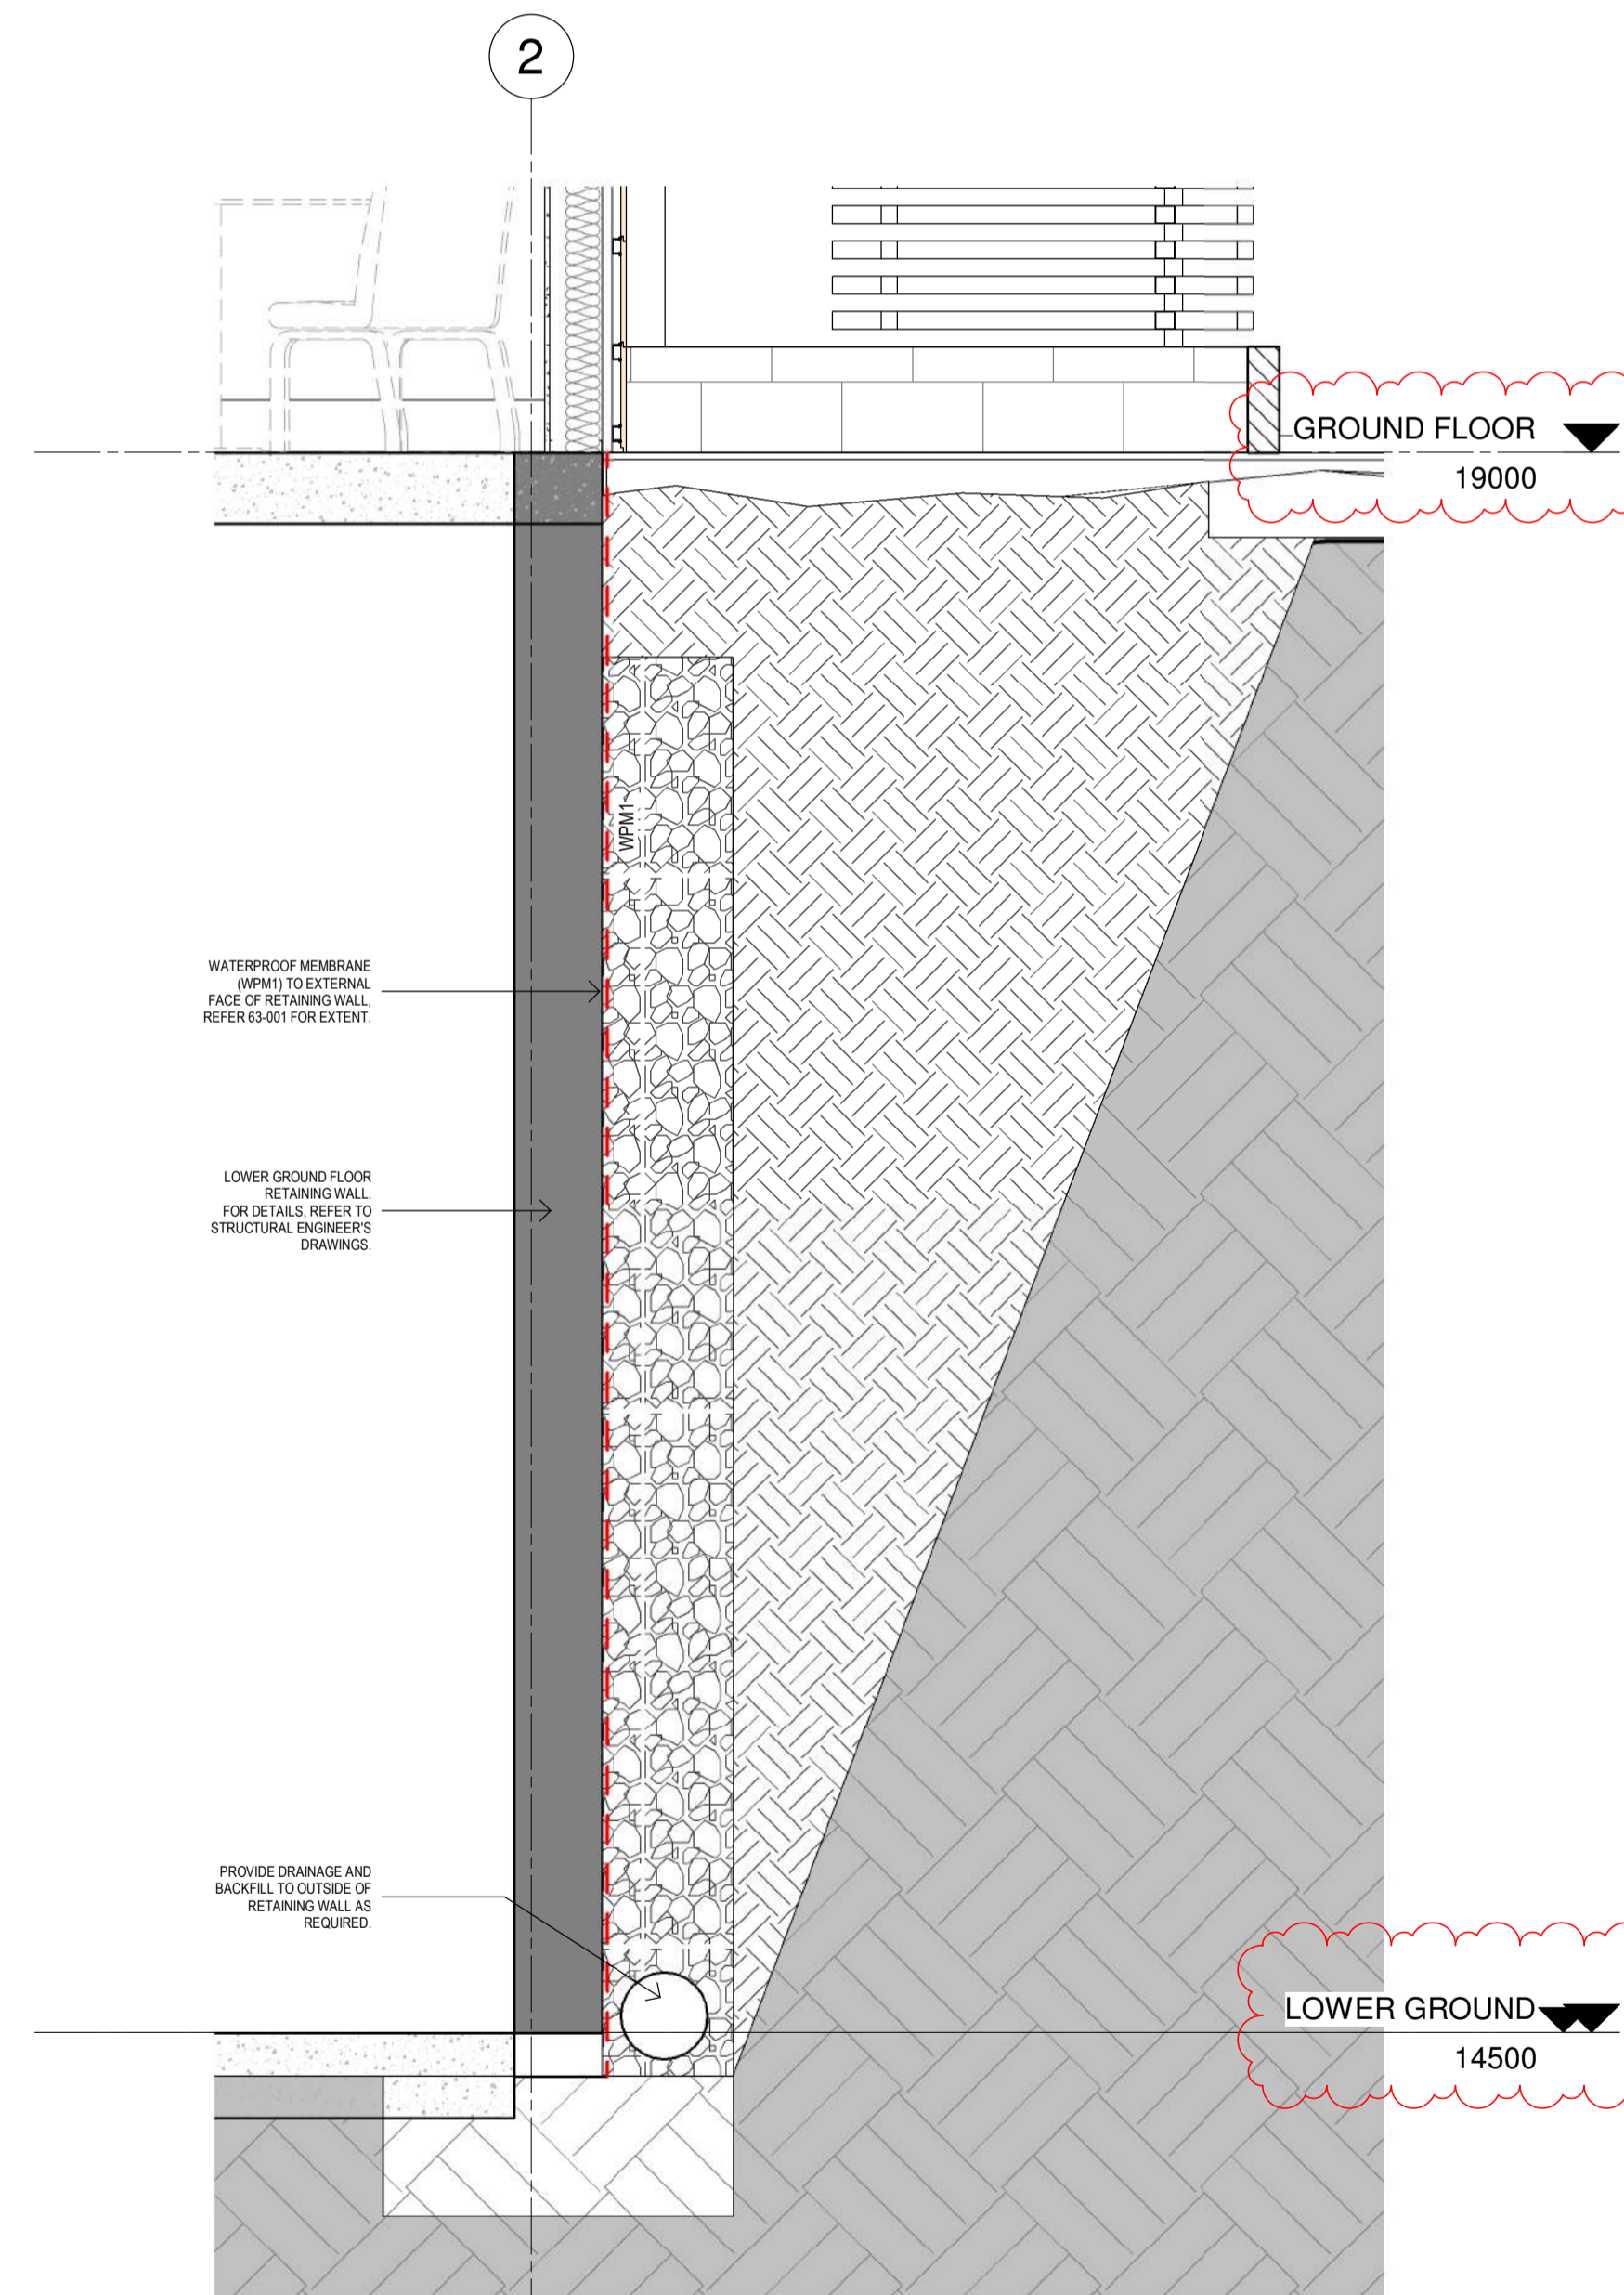 2
GROUND FLOOR
19000
WPM1
WATERPROOF MEMBRANE
(WPM1) TO EXTERNAL
FACE OF RETAINING WALL,
REFER 63-001 FOR EXTENT.
LOWER GROUND FLOOR
RETAINING WALL.
FOR DETAILS, REFER TO
STRUCTURAL ENGINEER'S
DRAWINGS.
PROVIDE DRAINAGE AND
BACKFILL TO OUTSIDE OF
RETAINING WALL AS
REQUIRED.
LOWER GROUND
14500